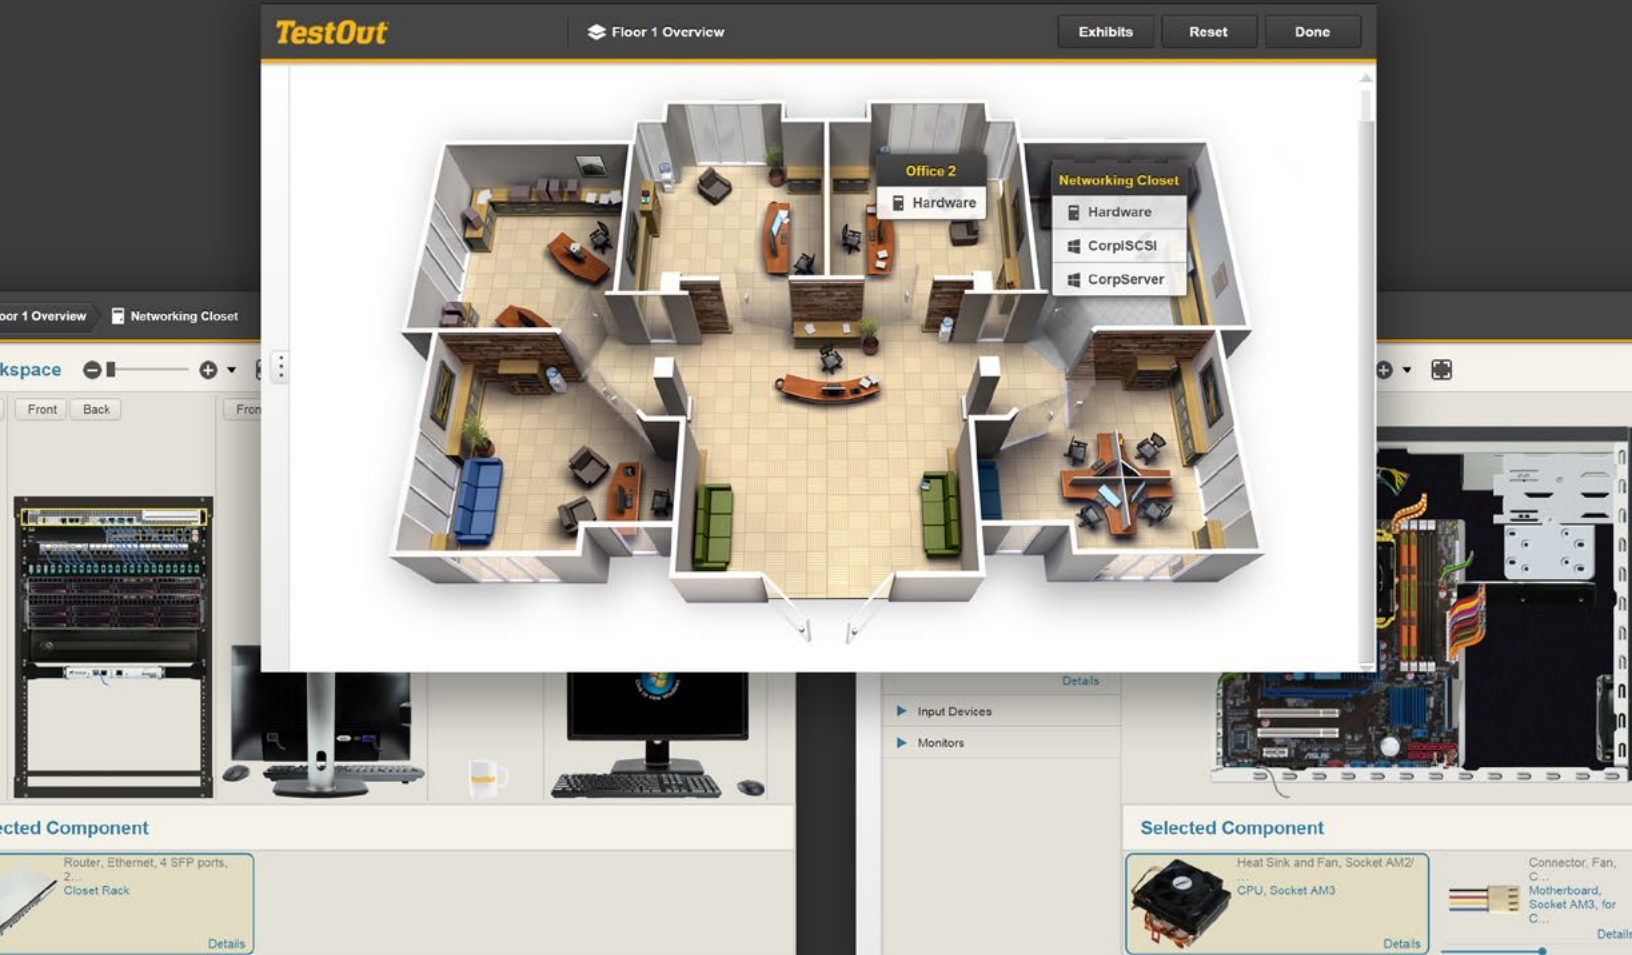 TestOut
Floor 1 Overview
Exhibits
Reset
Done
Office 2
Hardware
Networking Closet
Hardware
CorpISCSI
CorpServer
oor 1 Overview
Networking Closet
kspace
Front
Back
Fron
Details
Input Devices
Monitors
TestOut
ected Component
Router, Ethernet, 4 SFP ports,
2...
Closet Rack
Details
Selected Component
Heat Sink and Fan, Socket AM2/
...
CPU, Socket AM3
Details
Connector, Fan,
C...
Motherboard,
Socket AM3, for
C...
Details